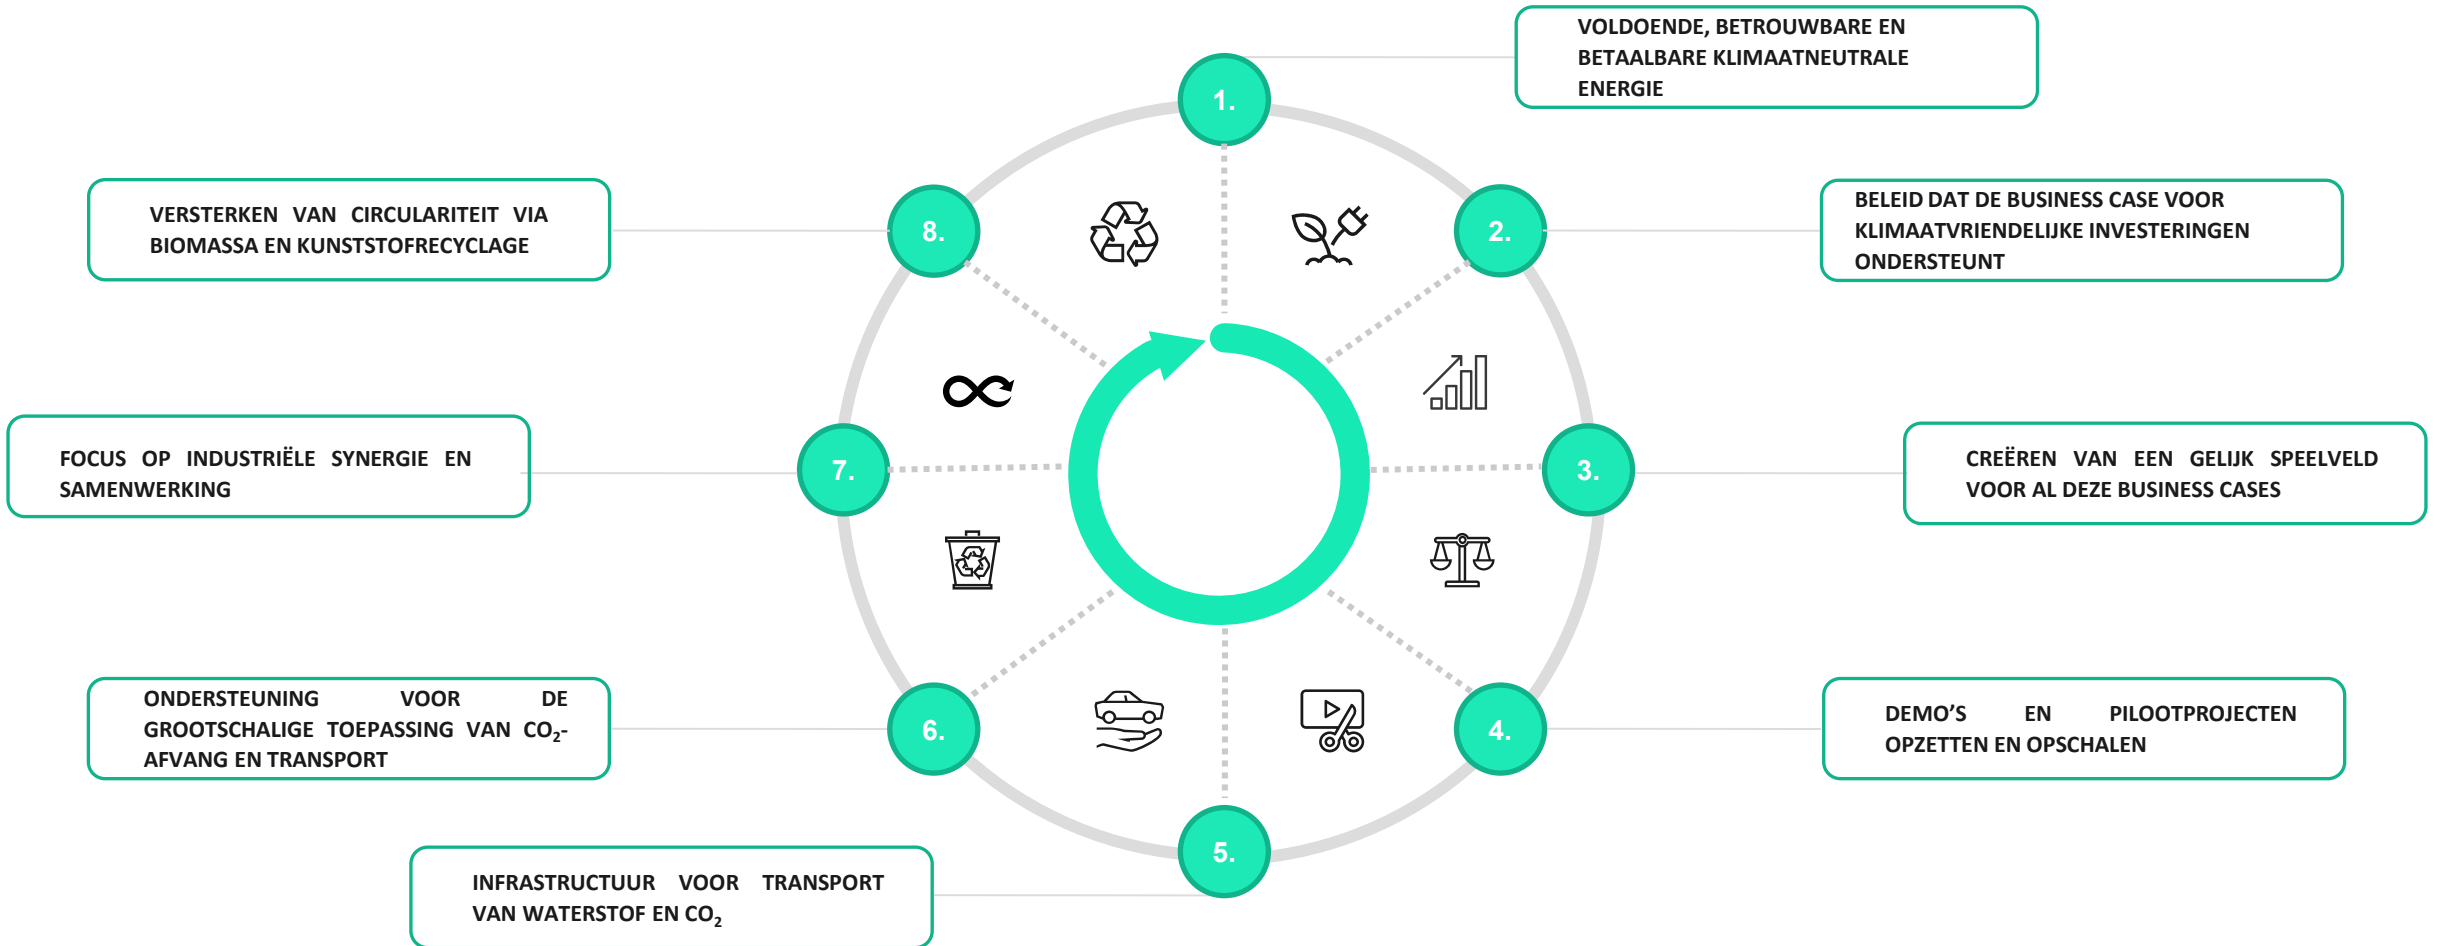 1.
VOLDOENDE, BETROUWBARE EN
BETAALBARE KLIMAATNEUTRALE
ENERGIE
2.
BELEID DAT DE BUSINESS CASE VOOR
KLIMAATVRIENDELIJKE INVESTERINGEN
ONDERSTEUNT
3.
CREËREN VAN EEN GELIJK SPEELVELD
VOOR AL DEZE BUSINESS CASES
4.
DEMO’S EN PILOOTPROJECTEN
OPZETTEN EN OPSCHALEN
5.
INFRASTRUCTUUR VOOR TRANSPORT
VAN WATERSTOF EN CO₂
6.
ONDERSTEUNING VOOR DE
GROOTSCHALIGE TOEPASSING VAN CO₂-
AFVANG EN TRANSPORT
7.
FOCUS OP INDUSTRIËLE SYNERGIE EN
SAMENWERKING
8.
VERSTERKEN VAN CIRCULARITEIT VIA
BIOMASSA EN KUNSTSTOFRECYCLAGE